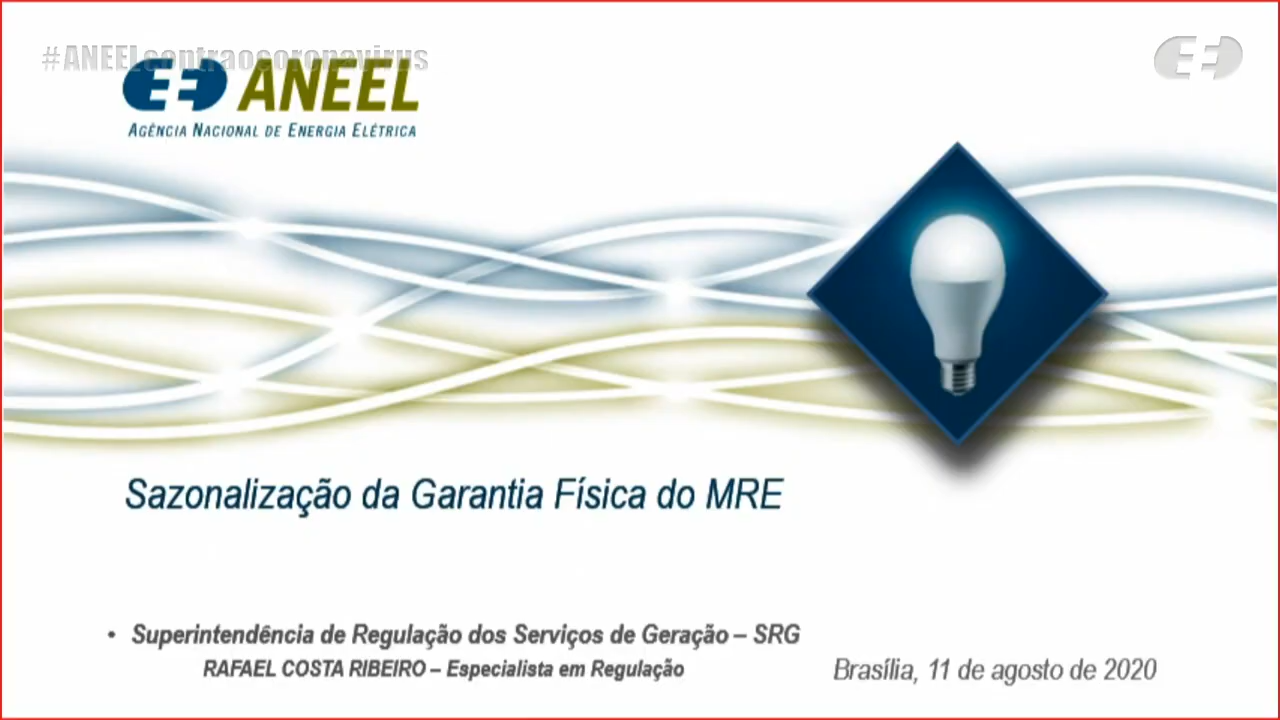 #ANEELcontraocoronavirus
ANEEL
AGÊNCIA NACIONAL DE ENERGIA ELÉTRICA
Sazonalização da Garantia Física do MRE
• Superintendência de Regulação dos Serviços de Geração – SRG
RAFAEL COSTA RIBEIRO – Especialista em Regulação
Brasília, 11 de agosto de 2020